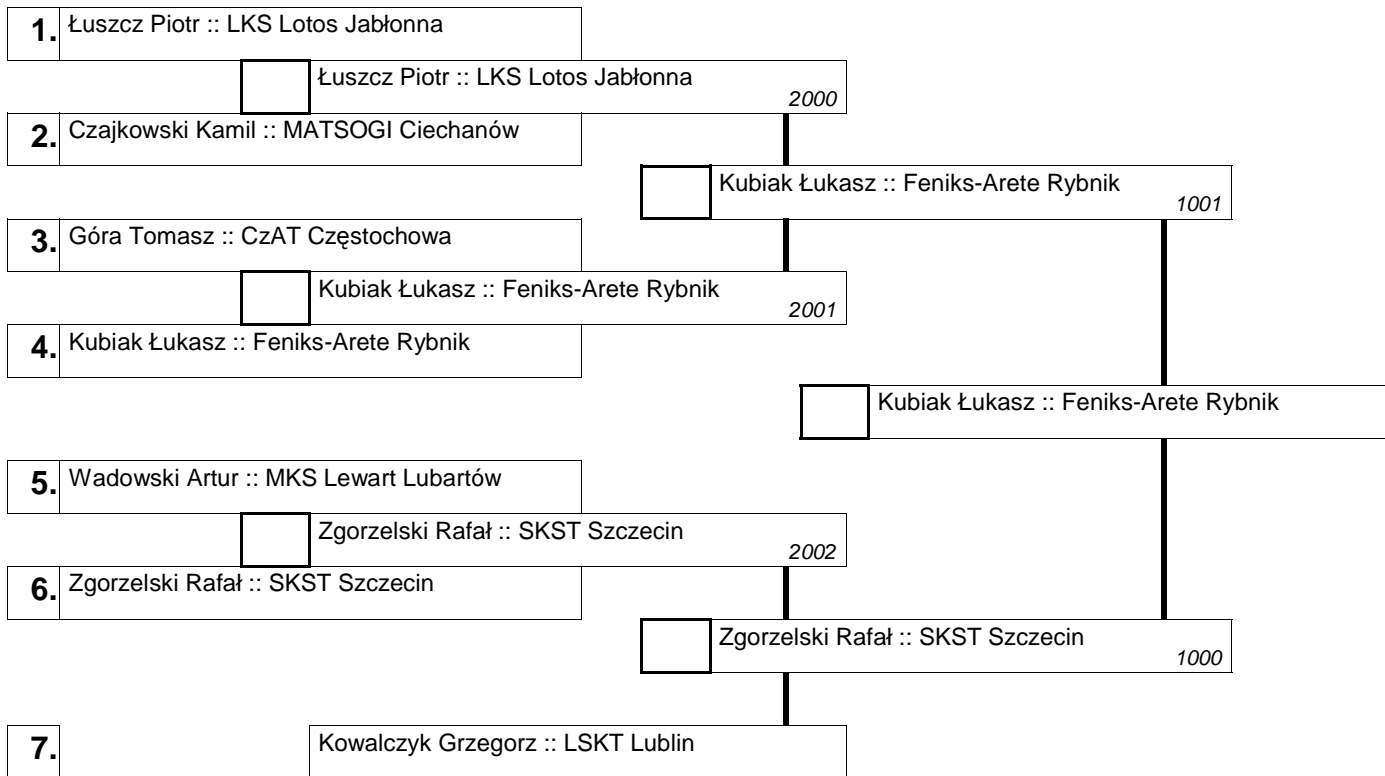 1. Łuszcz Piotr :: LKS Lotos Jabłonna
Łuszcz Piotr :: LKS Lotos Jabłonna
2000
2. Czajkowski Kamil :: MATSOGI Ciechanów
Kubiak Łukasz :: Feniks-Arete Rybnik
1001
3. Góra Tomasz :: CzAT Częstochowa
Kubiak Łukasz :: Feniks-Arete Rybnik
2001
4. Kubiak Łukasz :: Feniks-Arete Rybnik
Kubiak Łukasz :: Feniks-Arete Rybnik
5. Wadowski Artur :: MKS Lewart Lubartów
Zgorzelski Rafał :: SKST Szczecin
2002
6. Zgorzelski Rafał :: SKST Szczecin
Zgorzelski Rafał :: SKST Szczecin
1000
7. Kowalczyk Grzegorz :: LSKT Lublin